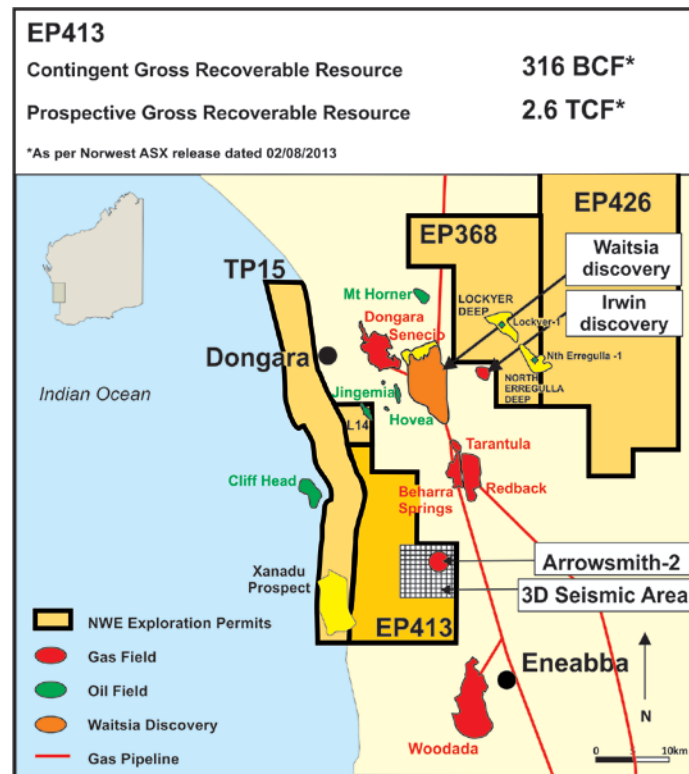 EP413
Contingent Gross Recoverable Resource 316 BCF*
Prospective Gross Recoverable Resource 2.6 TCF*
*As per Norwest ASX release dated 02/08/2013
EP426
EP368
Waitsia
discovery
TP15
Mt Horner
LOCKYER
DEEP
Lockyer-1
Irwin
discovery
Dongara
Senecio
Dongara
Nth Erregulla -1
Indian Ocean
Jingemia
NORTH
ERREGULLA
DEEP
Hovea
L14
Tarantula
Cliff Head
Beharra
Springs
Redback
Arrowsmith-2
Xanadu
Prospect
3D Seismic Area
EP413
NWE Exploration Permits
Gas Field
Eneabba
Oil Field
Waitsia Discovery
N
Woodada
Gas Pipeline
0 10km